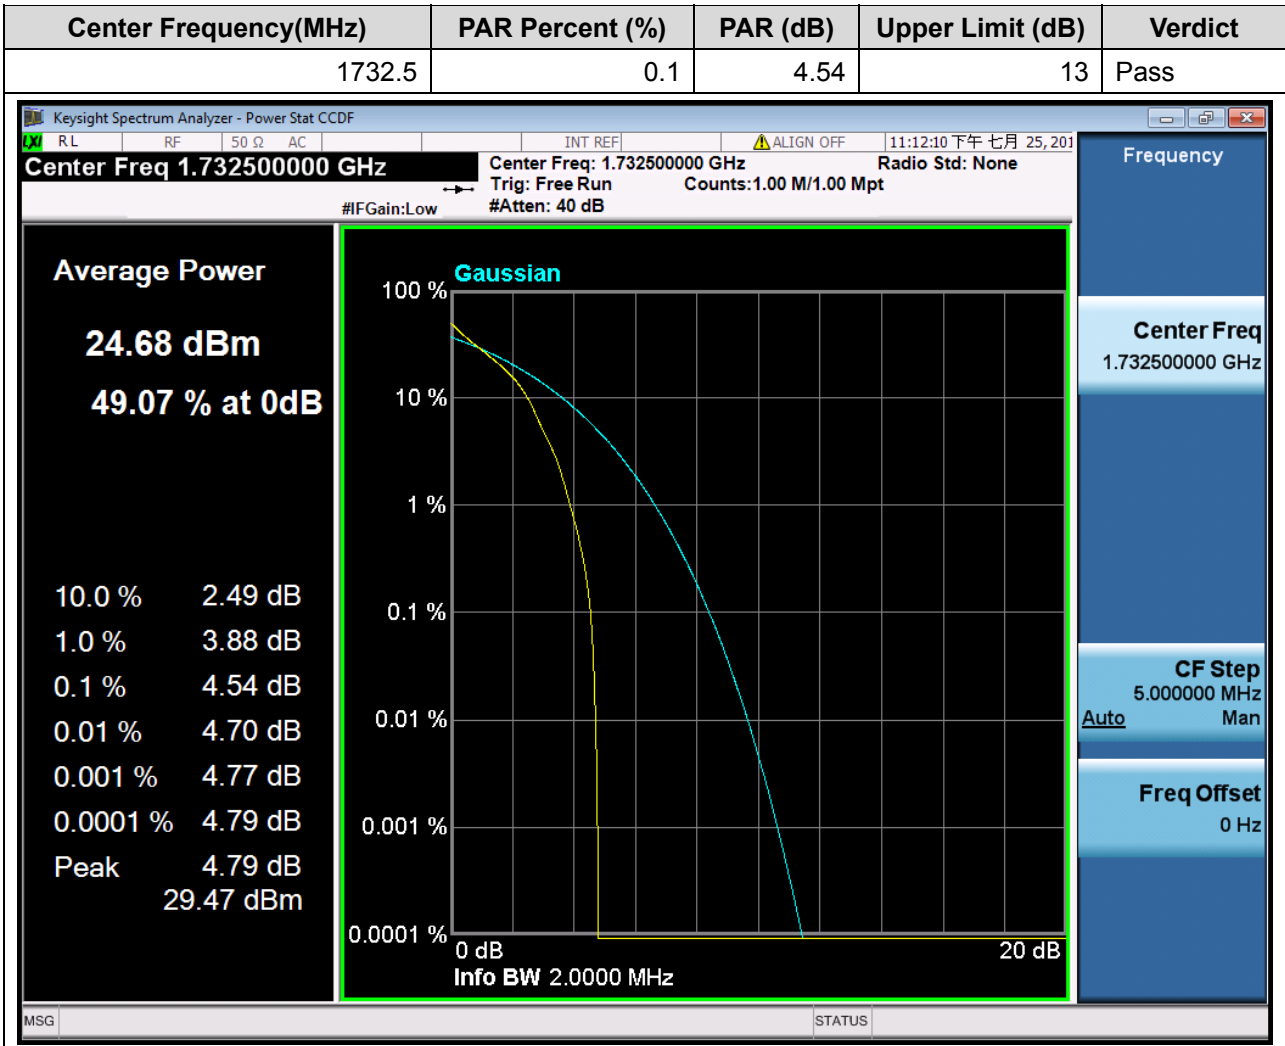 Center Frequency(MHz) PAR Percent (%) PAR (dB) Upper Limit (dB) Verdict
1732.5 0.1 4.54 13 Pass
Keysight Spectrum Analyzer - Power Stat CCDF
LXI RL RF 50 Ω AC INT REF ALIGN OFF 11:12:10 下午 七月 25, 201
Center Freq 1.732500000 GHz
Center Freq: 1.732500000 GHz Radio Std: None
Trig: Free Run Counts:1.00 M/1.00 Mpt
#IFGain:Low #Atten: 40 dB
Average Power
24.68 dBm
49.07 % at 0dB
10.0 % 2.49 dB
1.0 % 3.88 dB
0.1 % 4.54 dB
0.01 % 4.70 dB
0.001 % 4.77 dB
0.0001 % 4.79 dB
Peak 4.79 dB
29.47 dBm
Gaussian
100 %
10 %
1 %
0.1 %
0.01 %
0.001 %
0.0001 %
0 dB 20 dB
Info BW 2.0000 MHz
Frequency
Center Freq
1.732500000 GHz
CF Step
5.000000 MHz
Auto Man
Freq Offset
0 Hz
MSG STATUS